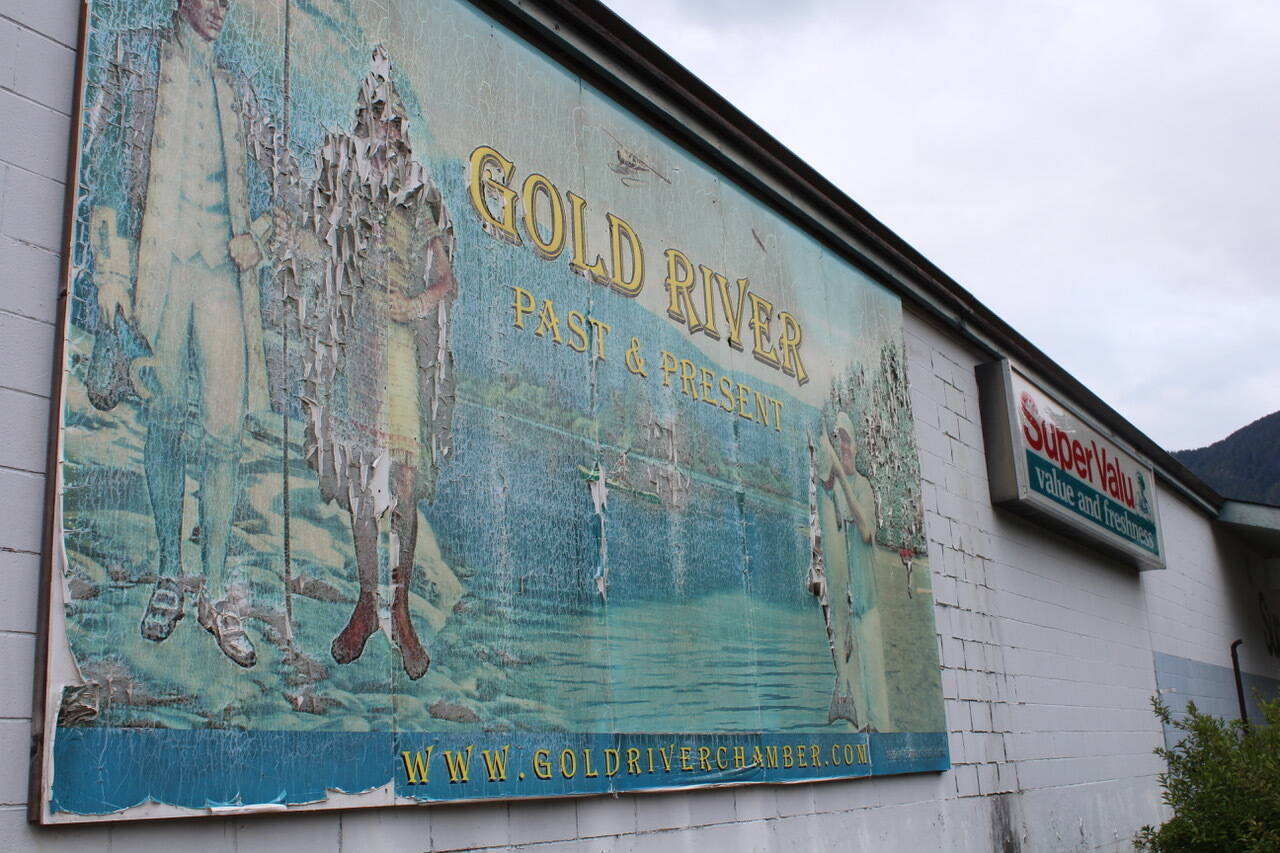 GOLD RIVER
PAST & PRESENT
WWW.GOLDRIVERCHAMBER.COM
SuperValu
value and freshness